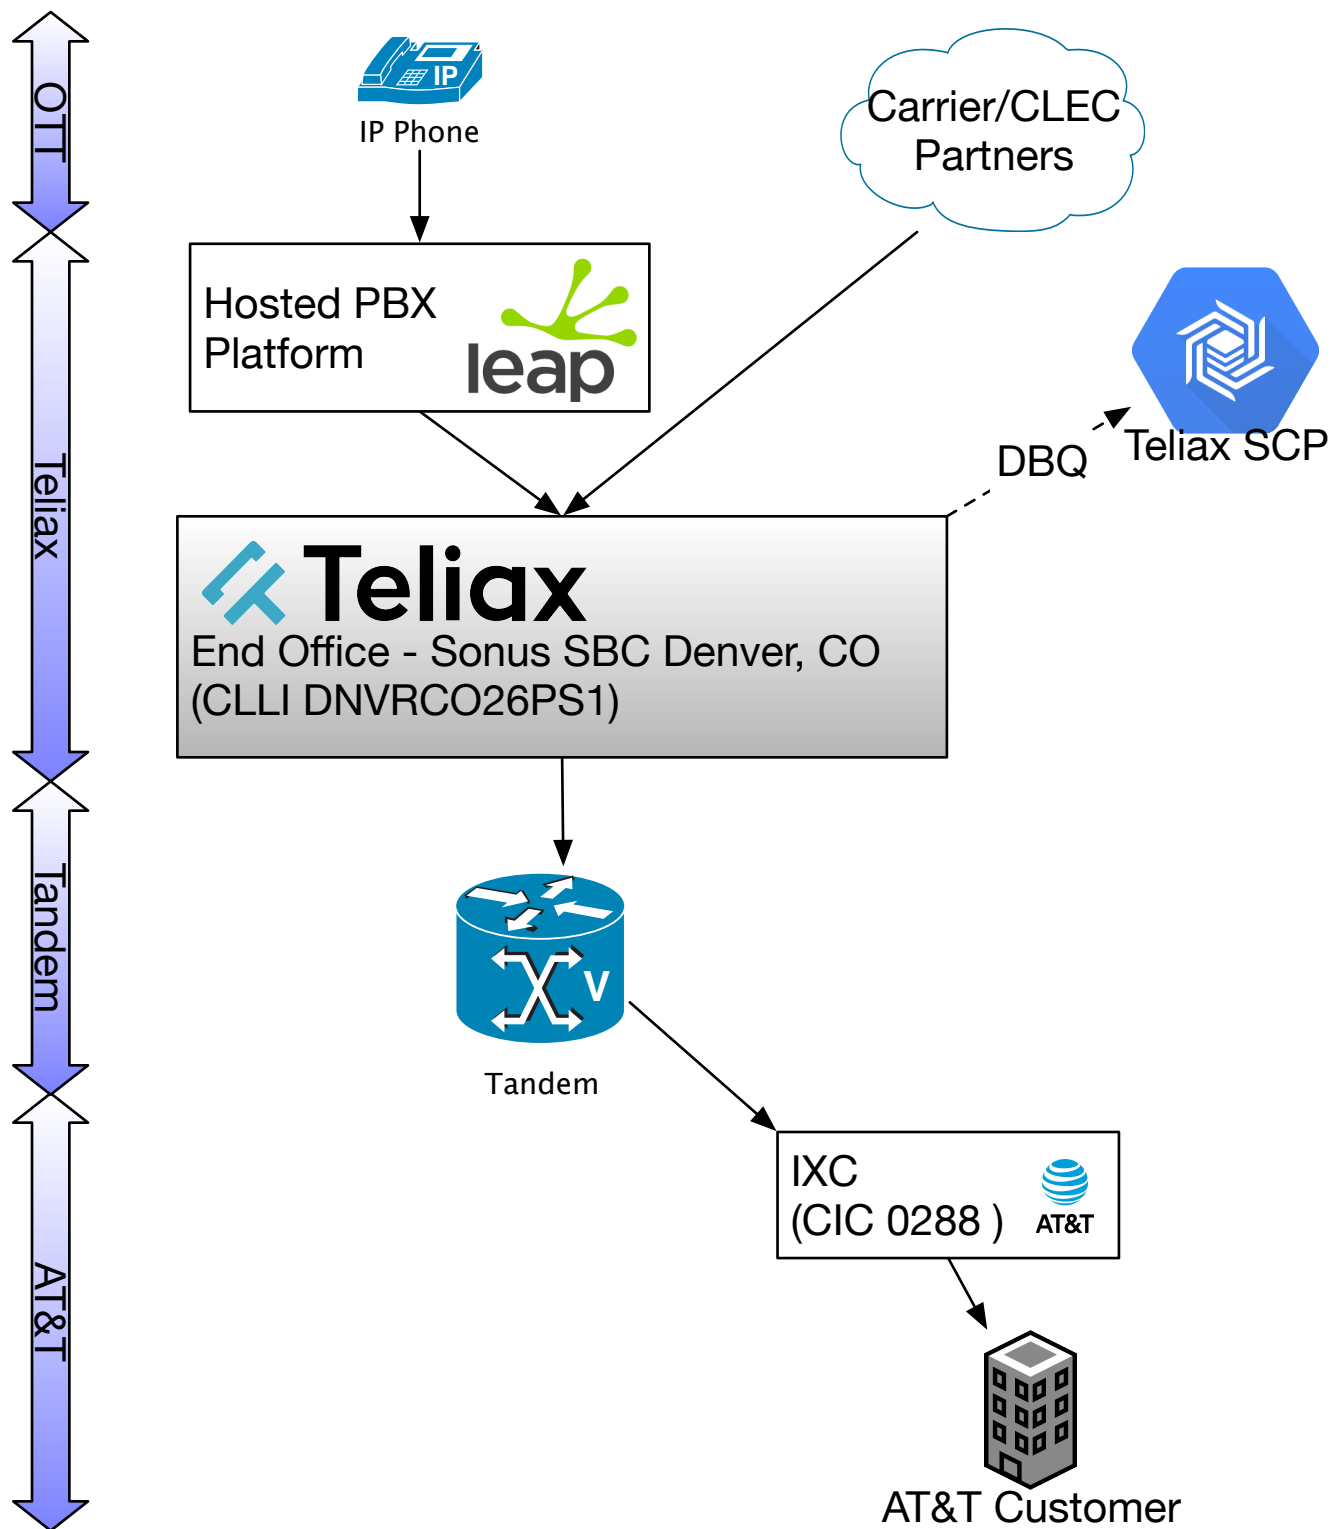 OTT
IP
IP Phone
Carrier/CLEC
Partners
Hosted PBX
Platform
leap
Teliax SCP
DBQ
Teliax
Teliax
End Office - Sonus SBC Denver, CO
(CLLI DNVRCO26PS1)
Tandem
V
Tandem
IXC
(CIC 0288 )
AT&T
AT&T
AT&T Customer